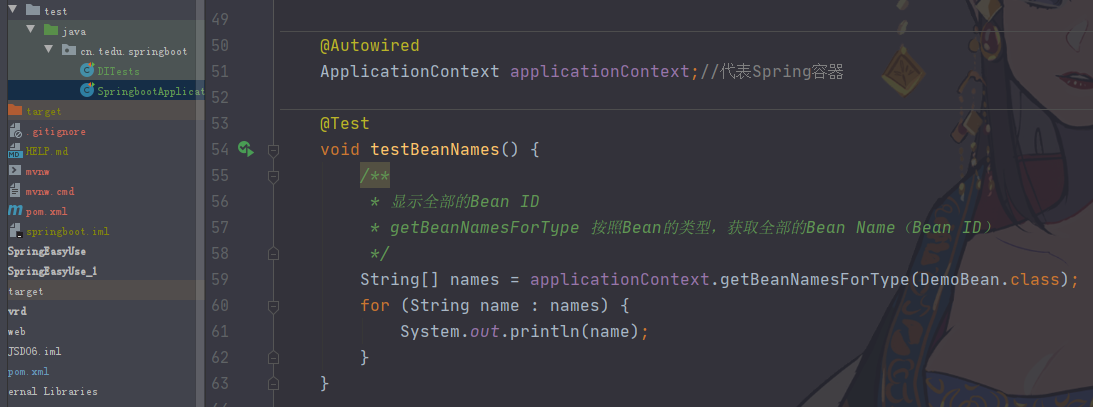 test
java
cn.tedu.springboot
DITests
SpringbootApplicat
target
.gitignore
HELP.md
mvnw
mvnw.cmd
pom.xml
springboot.iml
SpringEasyUse
SpringEasyUse_1
target
vrd
web
JSD06.iml
pom.xml
ernal Libraries
49
50 @Autowired
51 ApplicationContext applicationContext;//代表Spring容器
52
53 @Test
54 void testBeanNames() {
55 /**
56 * 显示全部的Bean ID
57 * getBeanNamesForType 按照Bean的类型，获取全部的Bean Name（Bean ID）
58 */
59 String[] names = applicationContext.getBeanNamesForType(DemoBean.class);
60 for (String name : names) {
61 System.out.println(name);
62 }
63 }